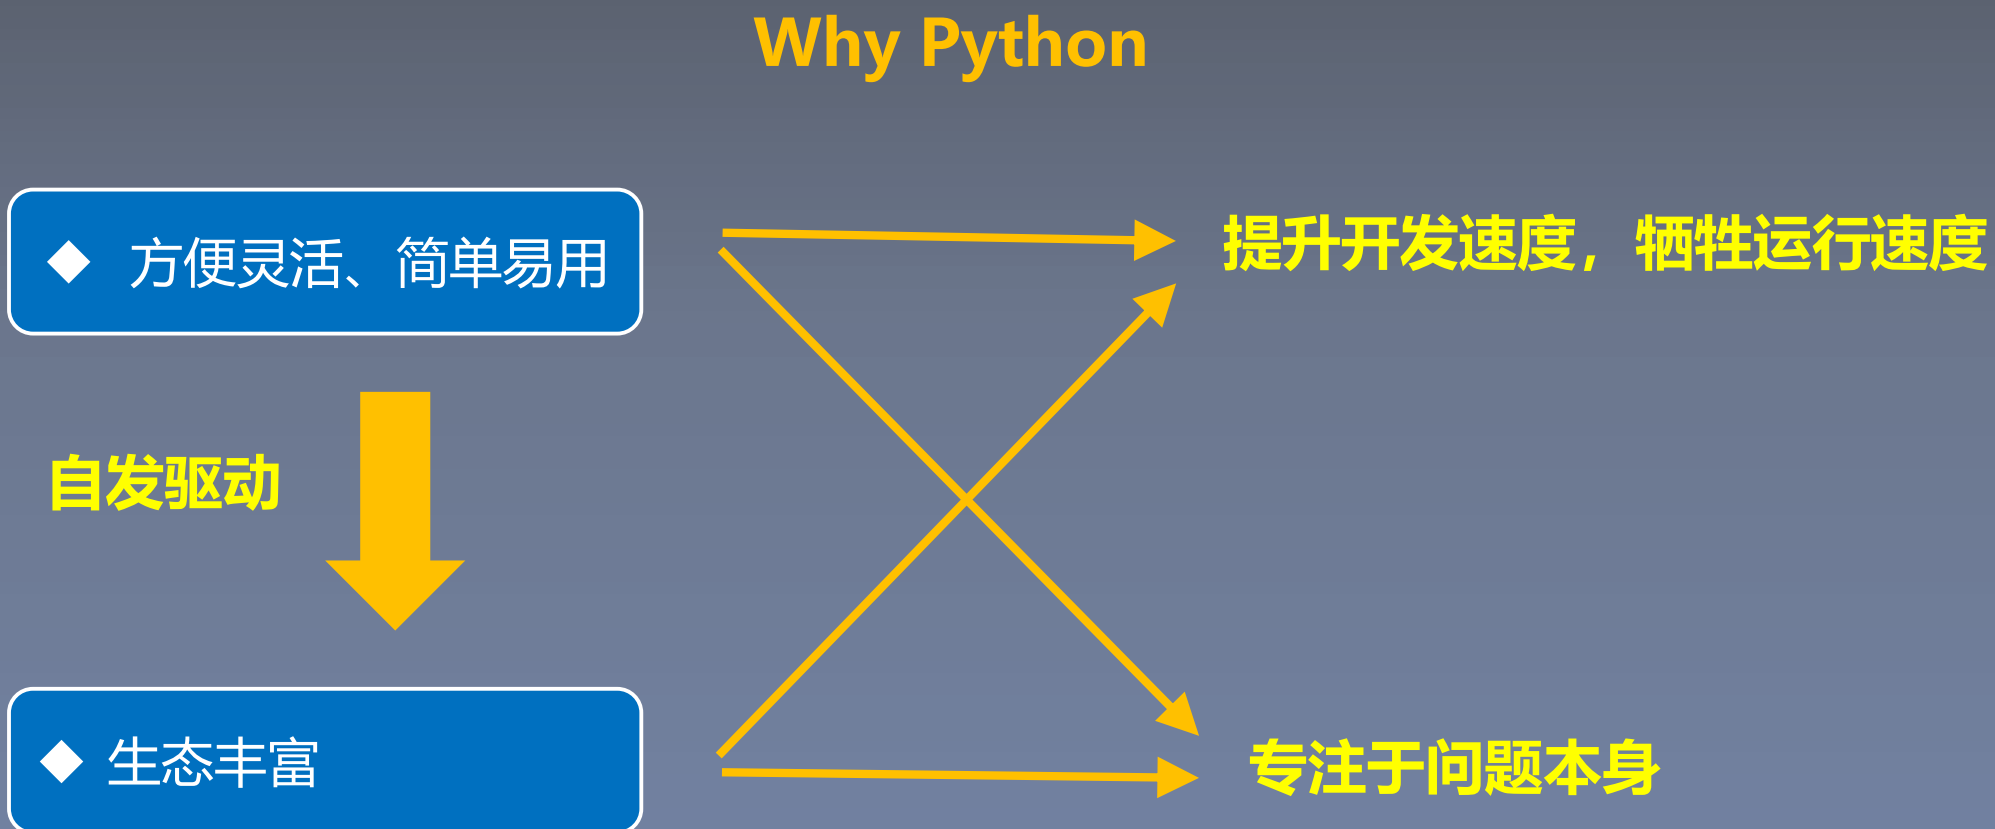 Why Python
◆ 方便灵活、简单易用
提升开发速度，牺牲运行速度
自发驱动
◆ 生态丰富
专注于问题本身